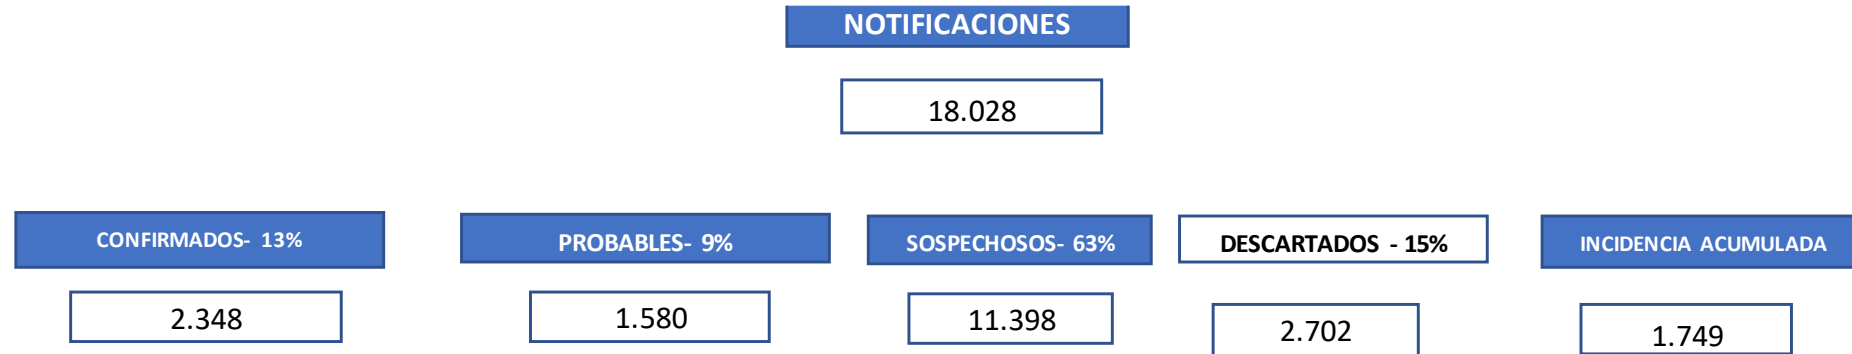 NOTIFICACIONES
18.028
CONFIRMADOS- 13%
PROBABLES- 9%
SOSPECHOSOS- 63%
DESCARTADOS - 15%
INCIDENCIA ACUMULADA
2.348
1.580
11.398
2.702
1.749